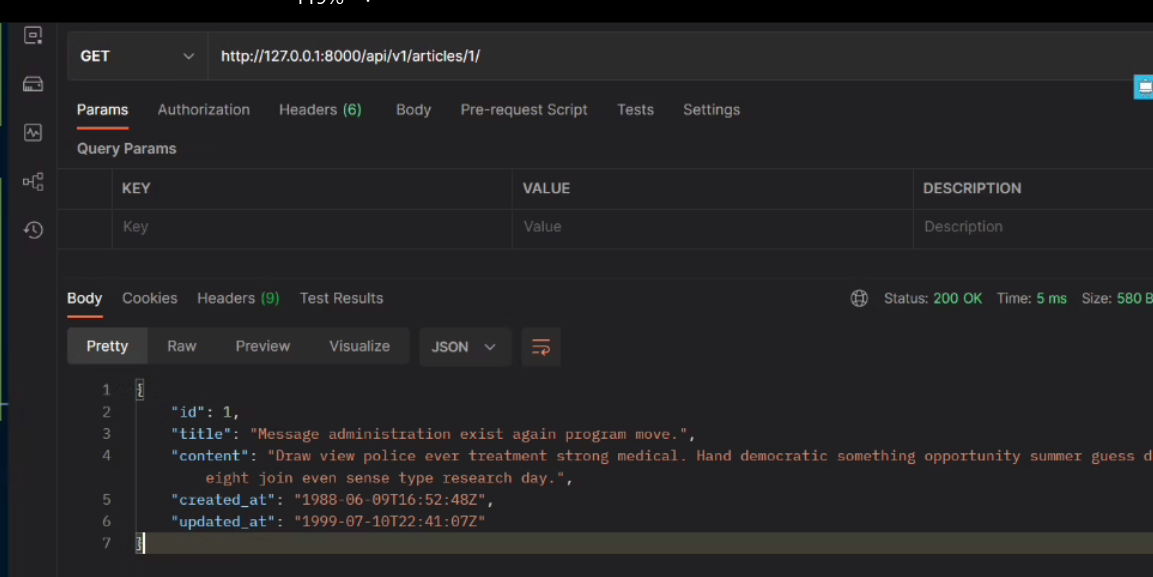 GET
http://127.0.0.1:8000/api/v1/articles/1/
Params Authorization Headers (6) Body Pre-request Script Tests Settings
Query Params
KEY VALUE DESCRIPTION
Key Value Description
Body Cookies Headers (9) Test Results Status: 200 OK Time: 5 ms Size: 580 B
Pretty Raw Preview Visualize JSON
1 {
2 "id": 1,
3 "title": "Message administration exist again program move.",
4 "content": "Draw view police ever treatment strong medical. Hand democratic something opportunity summer guess d
eight join even sense type research day.",
5 "created_at": "1988-06-09T16:52:48Z",
6 "updated_at": "1999-07-10T22:41:07Z"
7 }